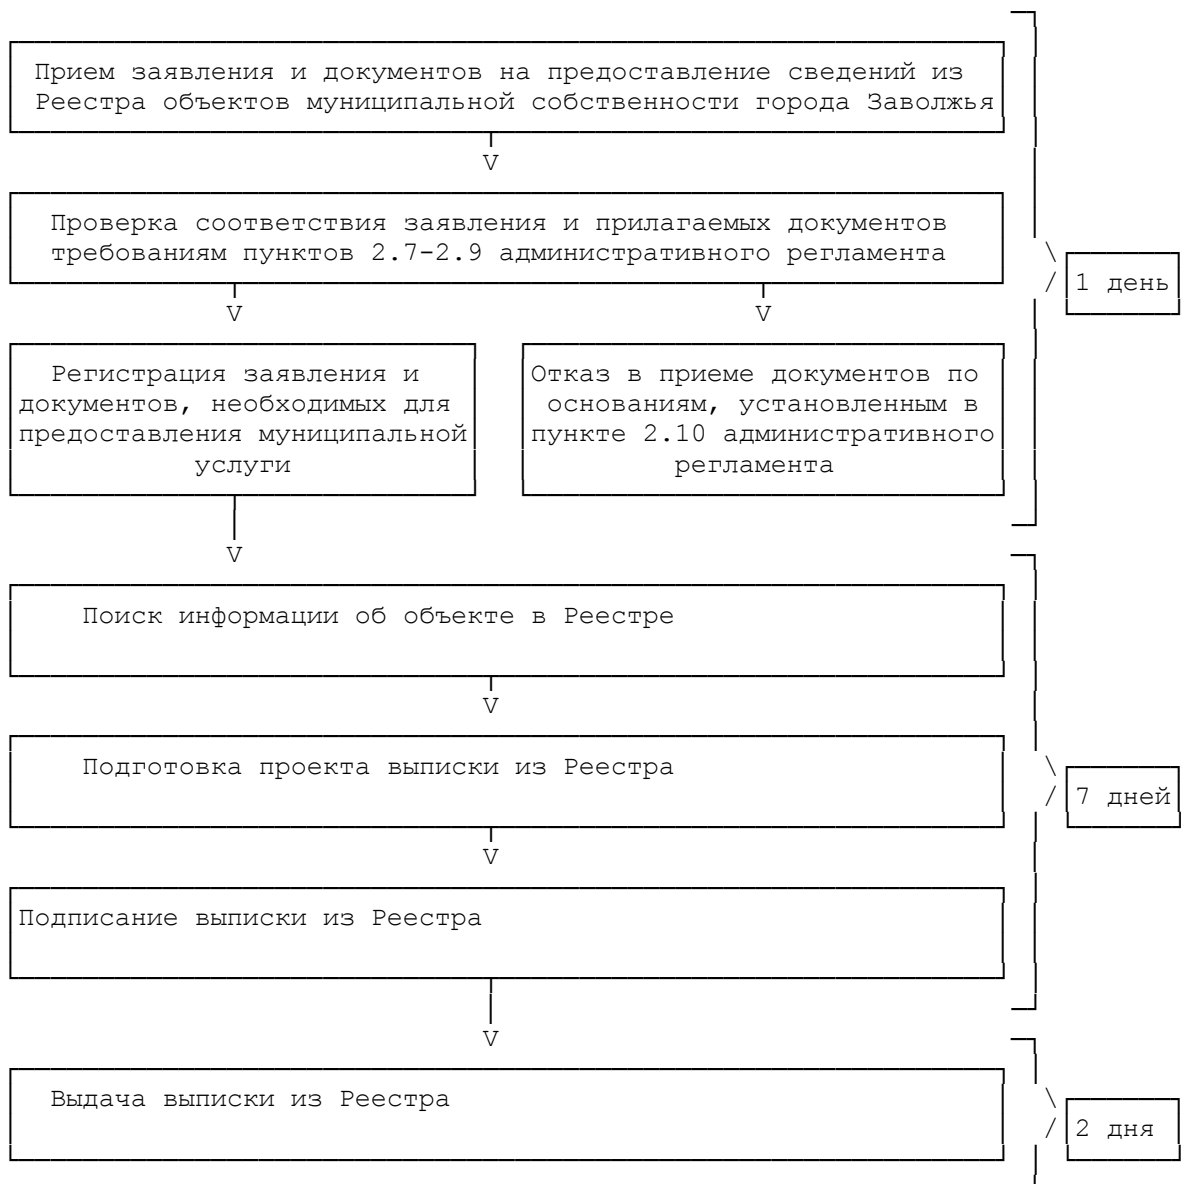 Прием заявления и документов на предоставление сведений из
Реестра объектов муниципальной собственности города Заволжья
V
Проверка соответствия заявления и прилагаемых документов
требованиям пунктов 2.7-2.9 административного регламента
1 день
V
V
Регистрация заявления и
документов, необходимых для
предоставления муниципальной
услуги
Отказ в приеме документов по
основаниям, установленным в
пункте 2.10 административного
регламента
V
Поиск информации об объекте в Реестре
V
Подготовка проекта выписки из Реестра
7 дней
V
Подписание выписки из Реестра
V
Выдача выписки из Реестра
2 дня